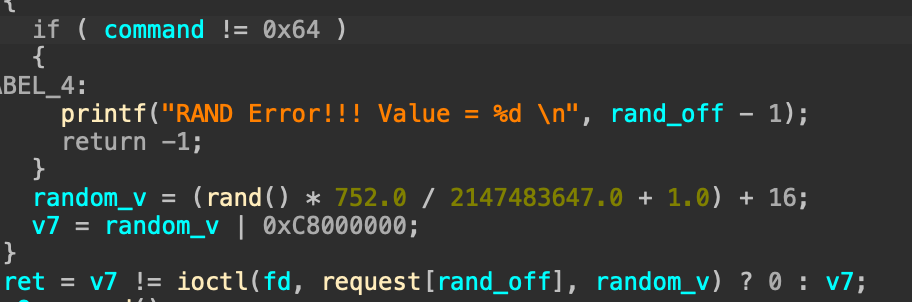 {
if ( command != 0x64 )
{
ABEL_4:
printf("RAND Error!!! Value = %d \n", rand_off - 1);
return -1;
}
random_v = (rand() * 752.0 / 2147483647.0 + 1.0) + 16;
v7 = random_v | 0xC8000000;
}
ret = v7 != ioctl(fd, request[rand_off], random_v) ? 0 : v7;